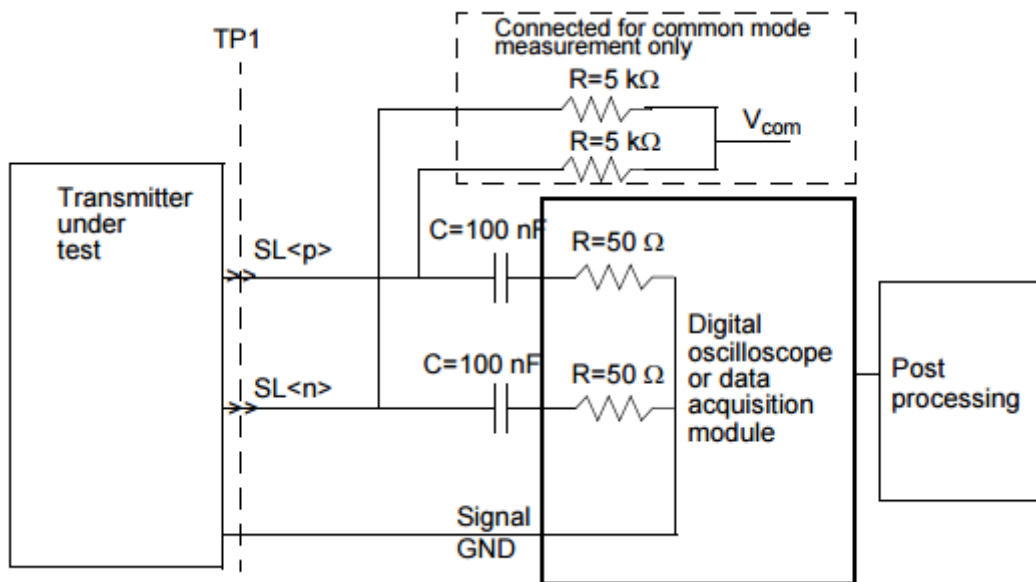 TP1
Connected for common mode
measurement only
R=5 kΩ
V_com
R=5 kΩ
Transmitter
under
test
SL<p>
C=100 nF
R=50 Ω
SL<n>
C=100 nF
R=50 Ω
Digital
oscilloscope
or data
acquisition
module
Post
processing
Signal
GND